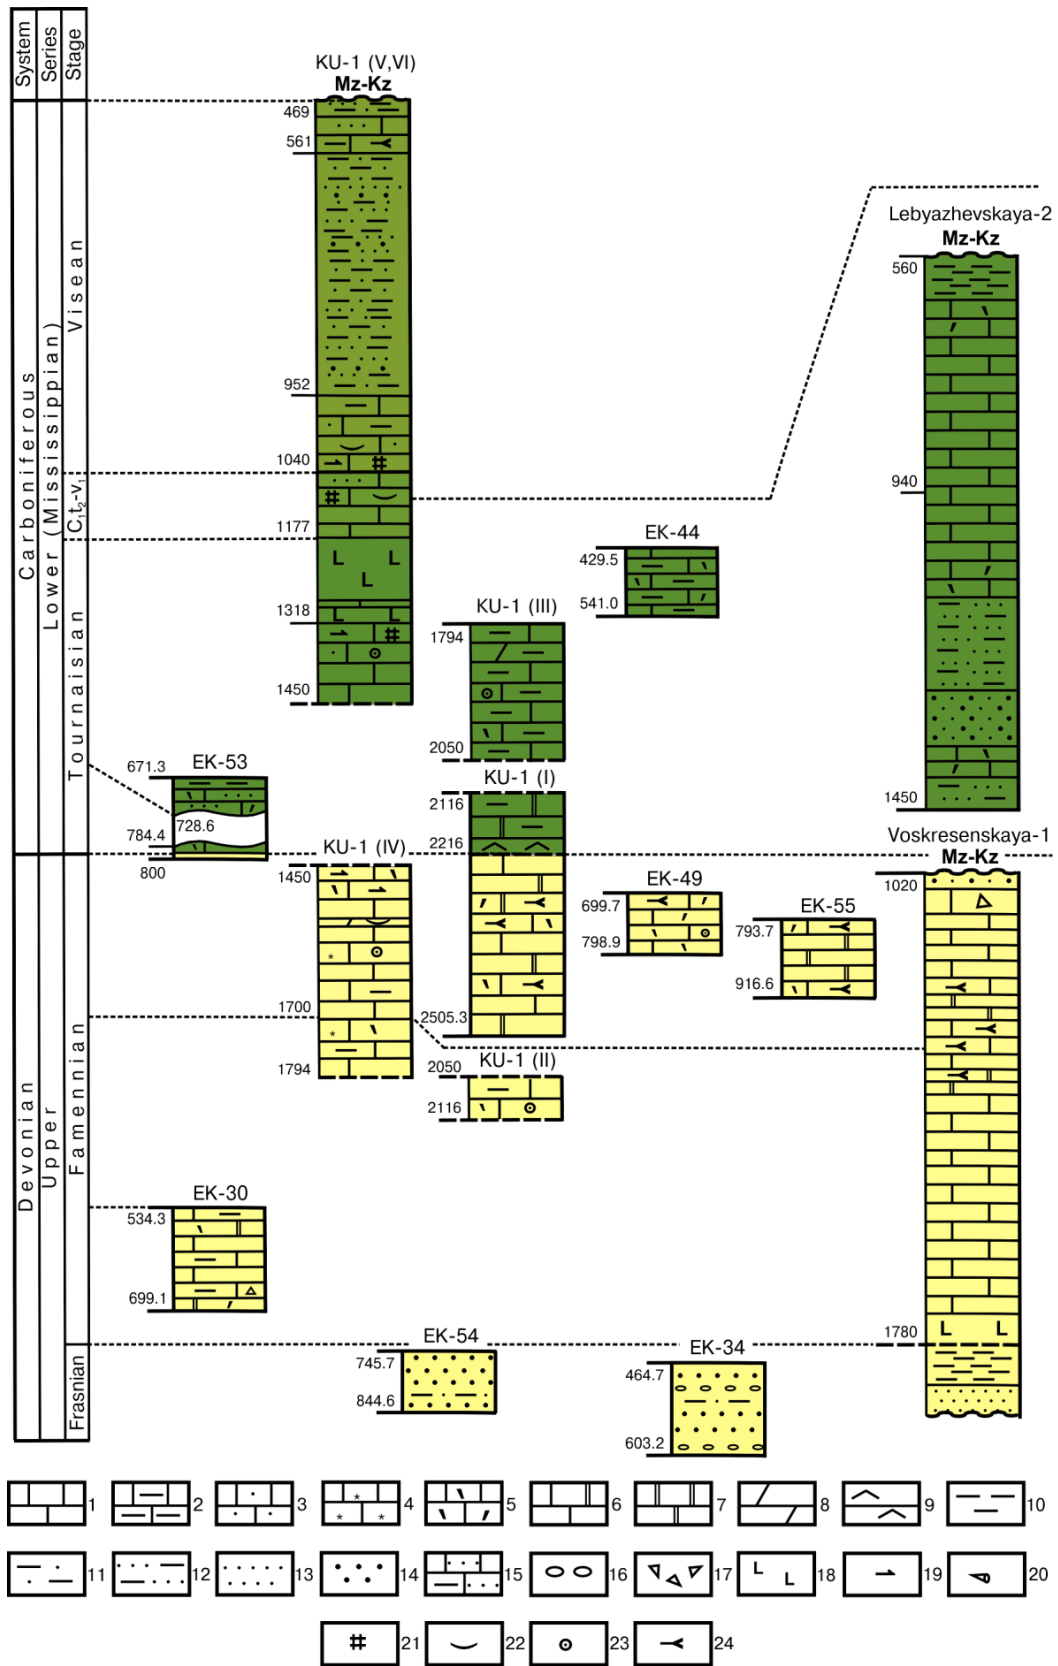 System
Series
Stage
Carboniferous
Lower (Mississippian)
Visean
C₁t₂-v₁
Tournaisian
Devonian
Upper
Famennian
Frasnian
KU-1 (V,VI)
Mz-Kz
469
561
952
1040
1177
1318
1450
L L
L
L L
Lebyazhevskaya-2
Mz-Kz
560
940
1450
EK-44
429.5
541.0
KU-1 (III)
1794
2050
EK-53
671.3
728.6
784.4
800
KU-1 (I)
2116
2216
2505.3
KU-1 (IV)
1450
1700
1794
EK-49
699.7
798.9
EK-55
793.7
916.6
Voskresenskaya-1
Mz-Kz
1020
1780
L L
KU-1 (II)
2050
2116
EK-30
534.3
699.1
EK-54
745.7
844.6
EK-34
464.7
603.2
1 2 3 4 5 6 7 8 9 10
11 12 13 14 15 16 17 L L 18 19 20
21 22 23 24